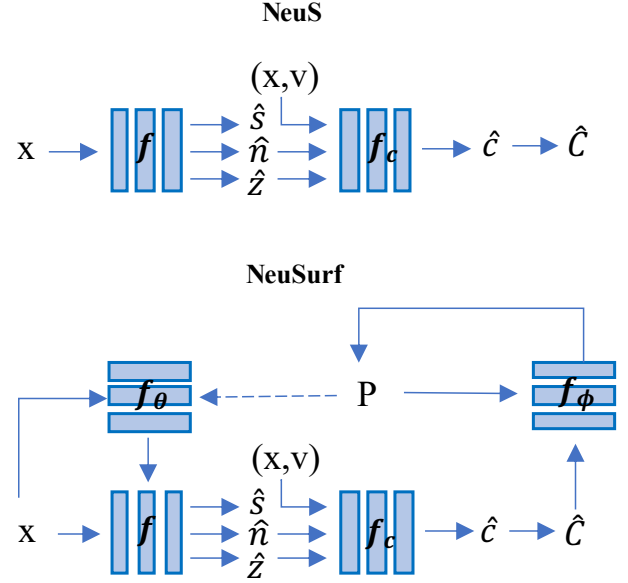 NeuS
(x,v)
x f ŝ n̂ ẑ f_c ĉ Ĉ
NeuSurf
f_θ P f_ϕ
(x,v)
x f ŝ n̂ ẑ f_c ĉ Ĉ